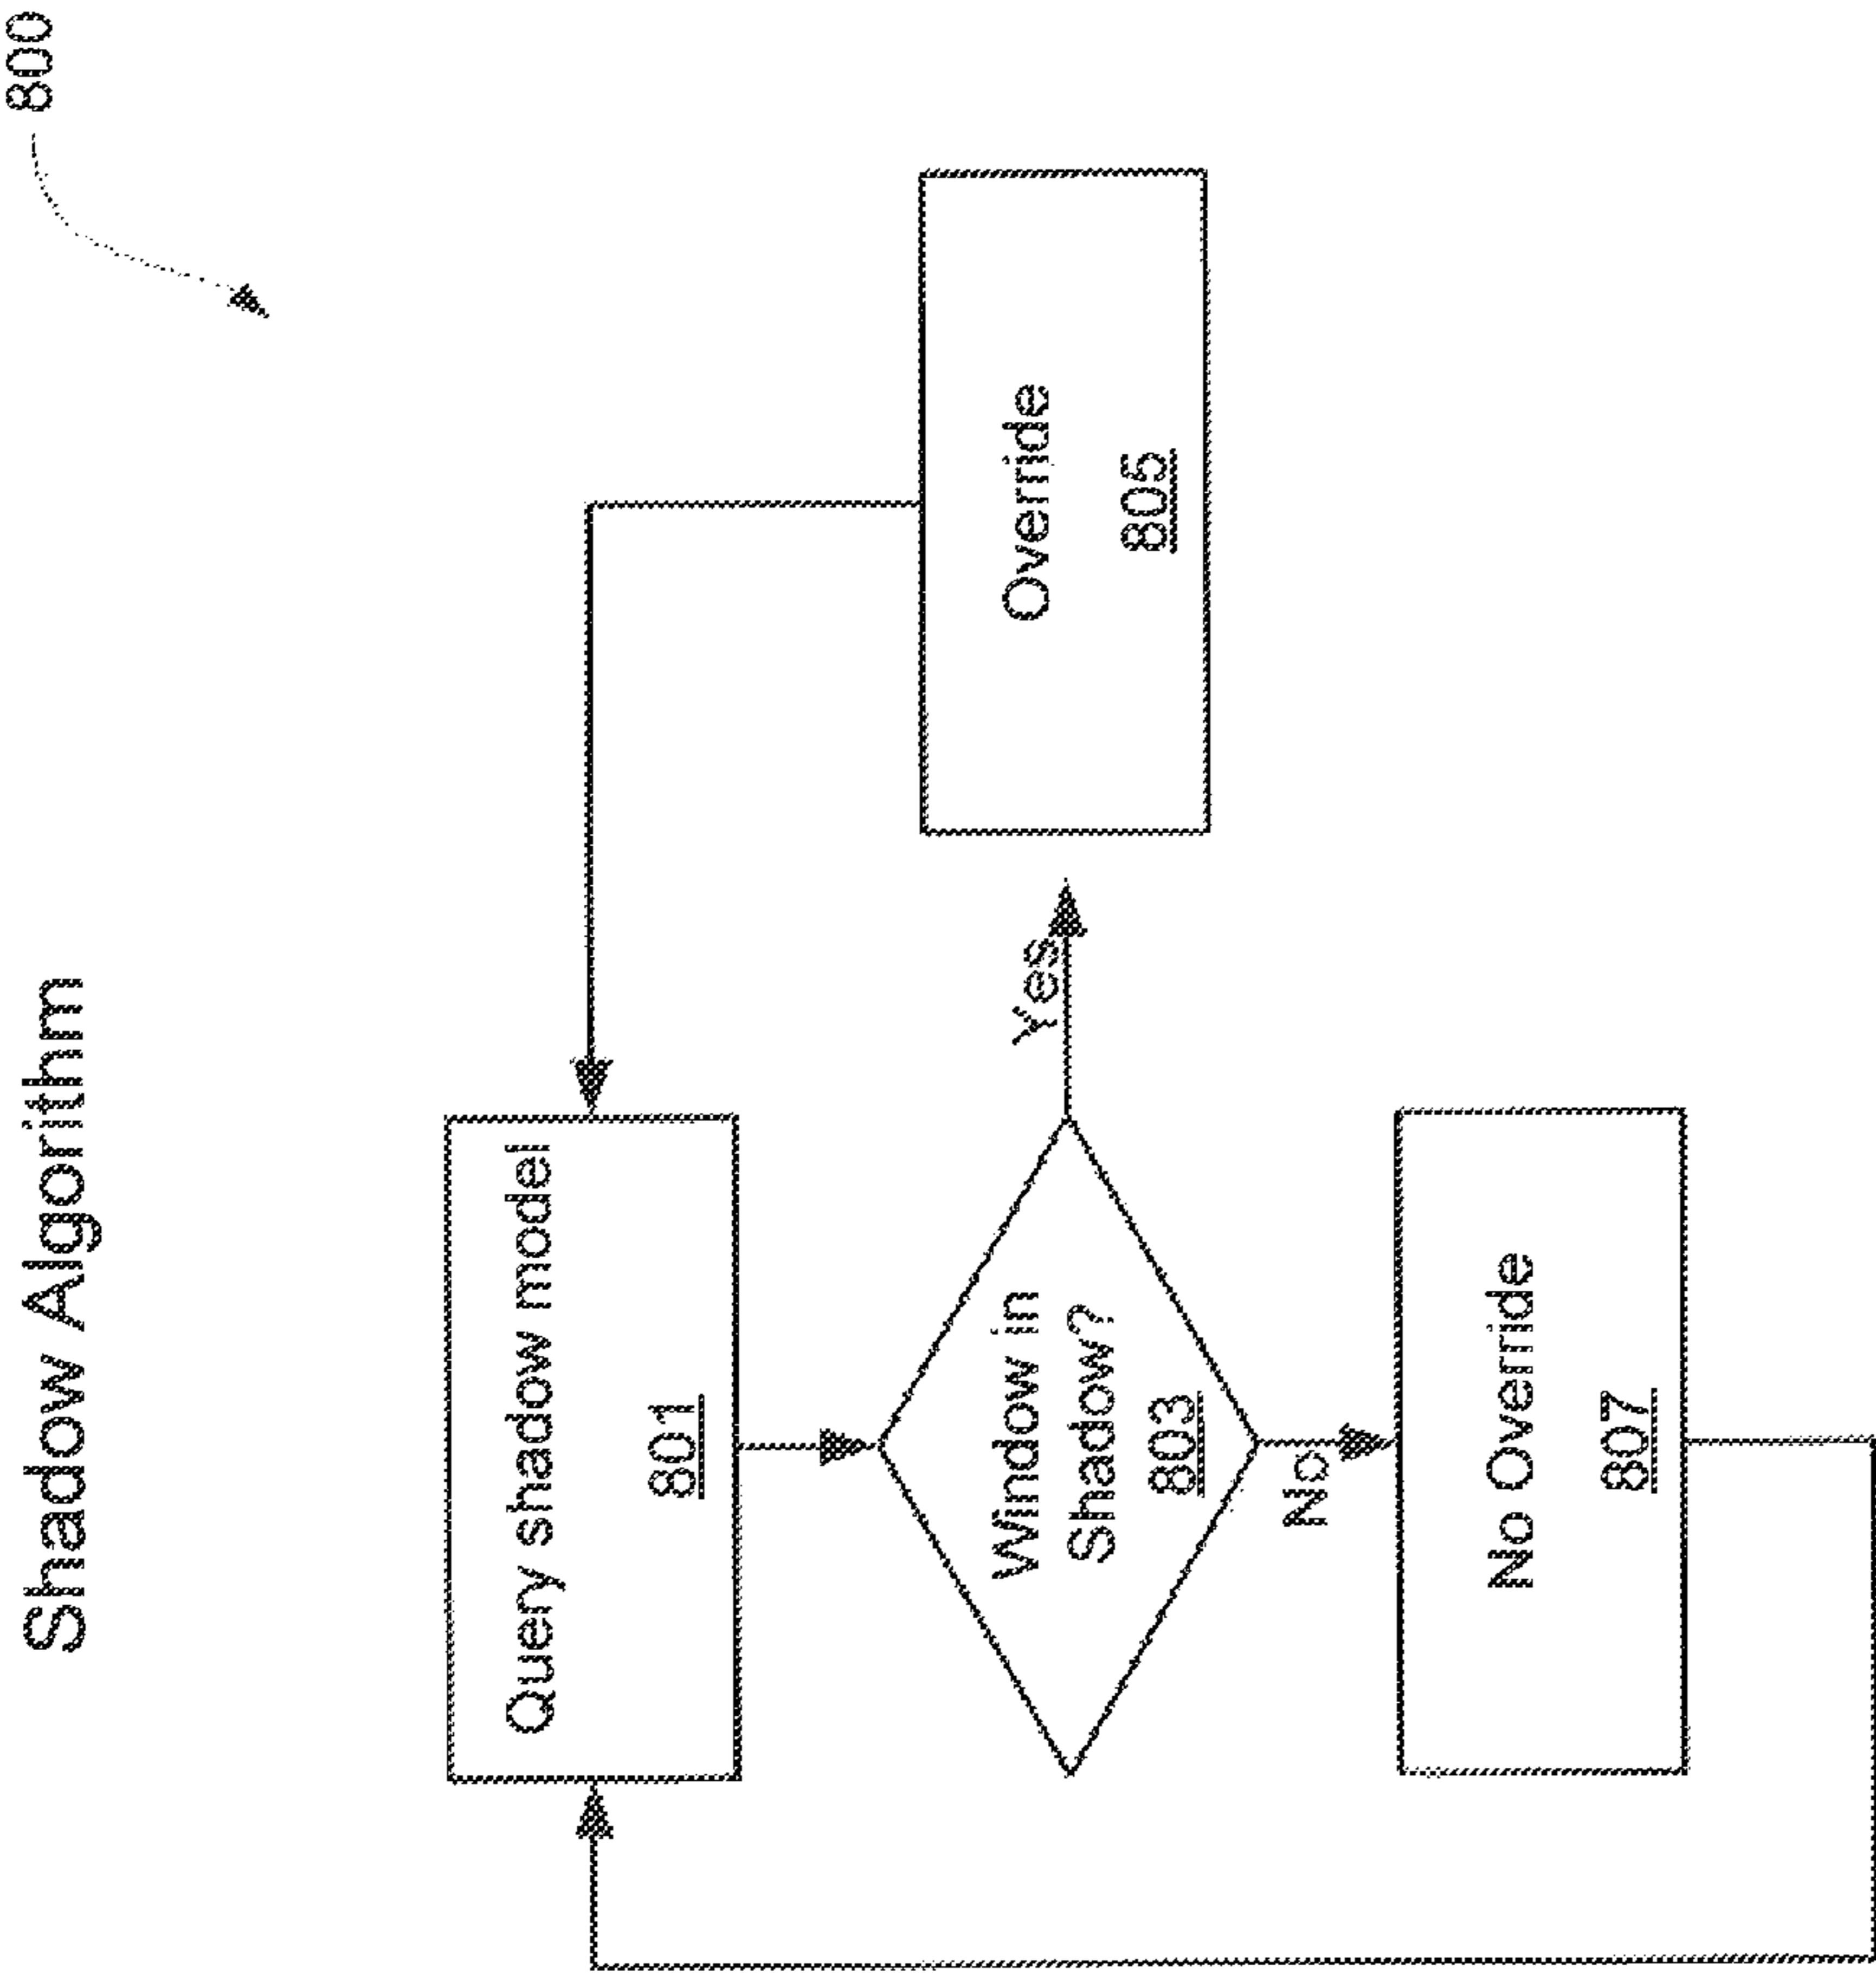 Shadow Algorithm
800
Query shadow model
801
Window in
Shadow?
803
Yes
Override
805
No
No Override
807